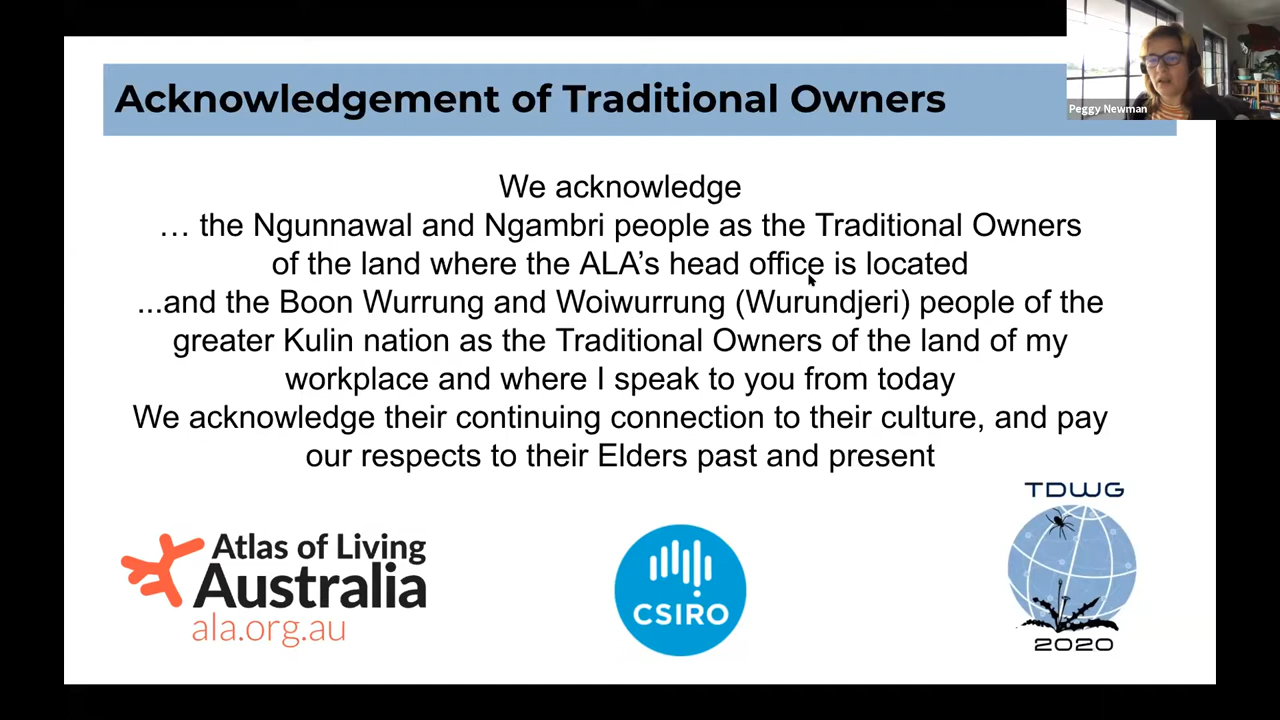 Acknowledgement of Traditional Owners
Peggy Newman
We acknowledge
… the Ngunnawal and Ngambri people as the Traditional Owners
of the land where the ALA’s head office is located
...and the Boon Wurrung and Woiwurrung (Wurundjeri) people of the
greater Kulin nation as the Traditional Owners of the land of my
workplace and where I speak to you from today
We acknowledge their continuing connection to their culture, and pay
our respects to their Elders past and present
Atlas of Living
Australia
ala.org.au
CSIRO
TDWG
2020